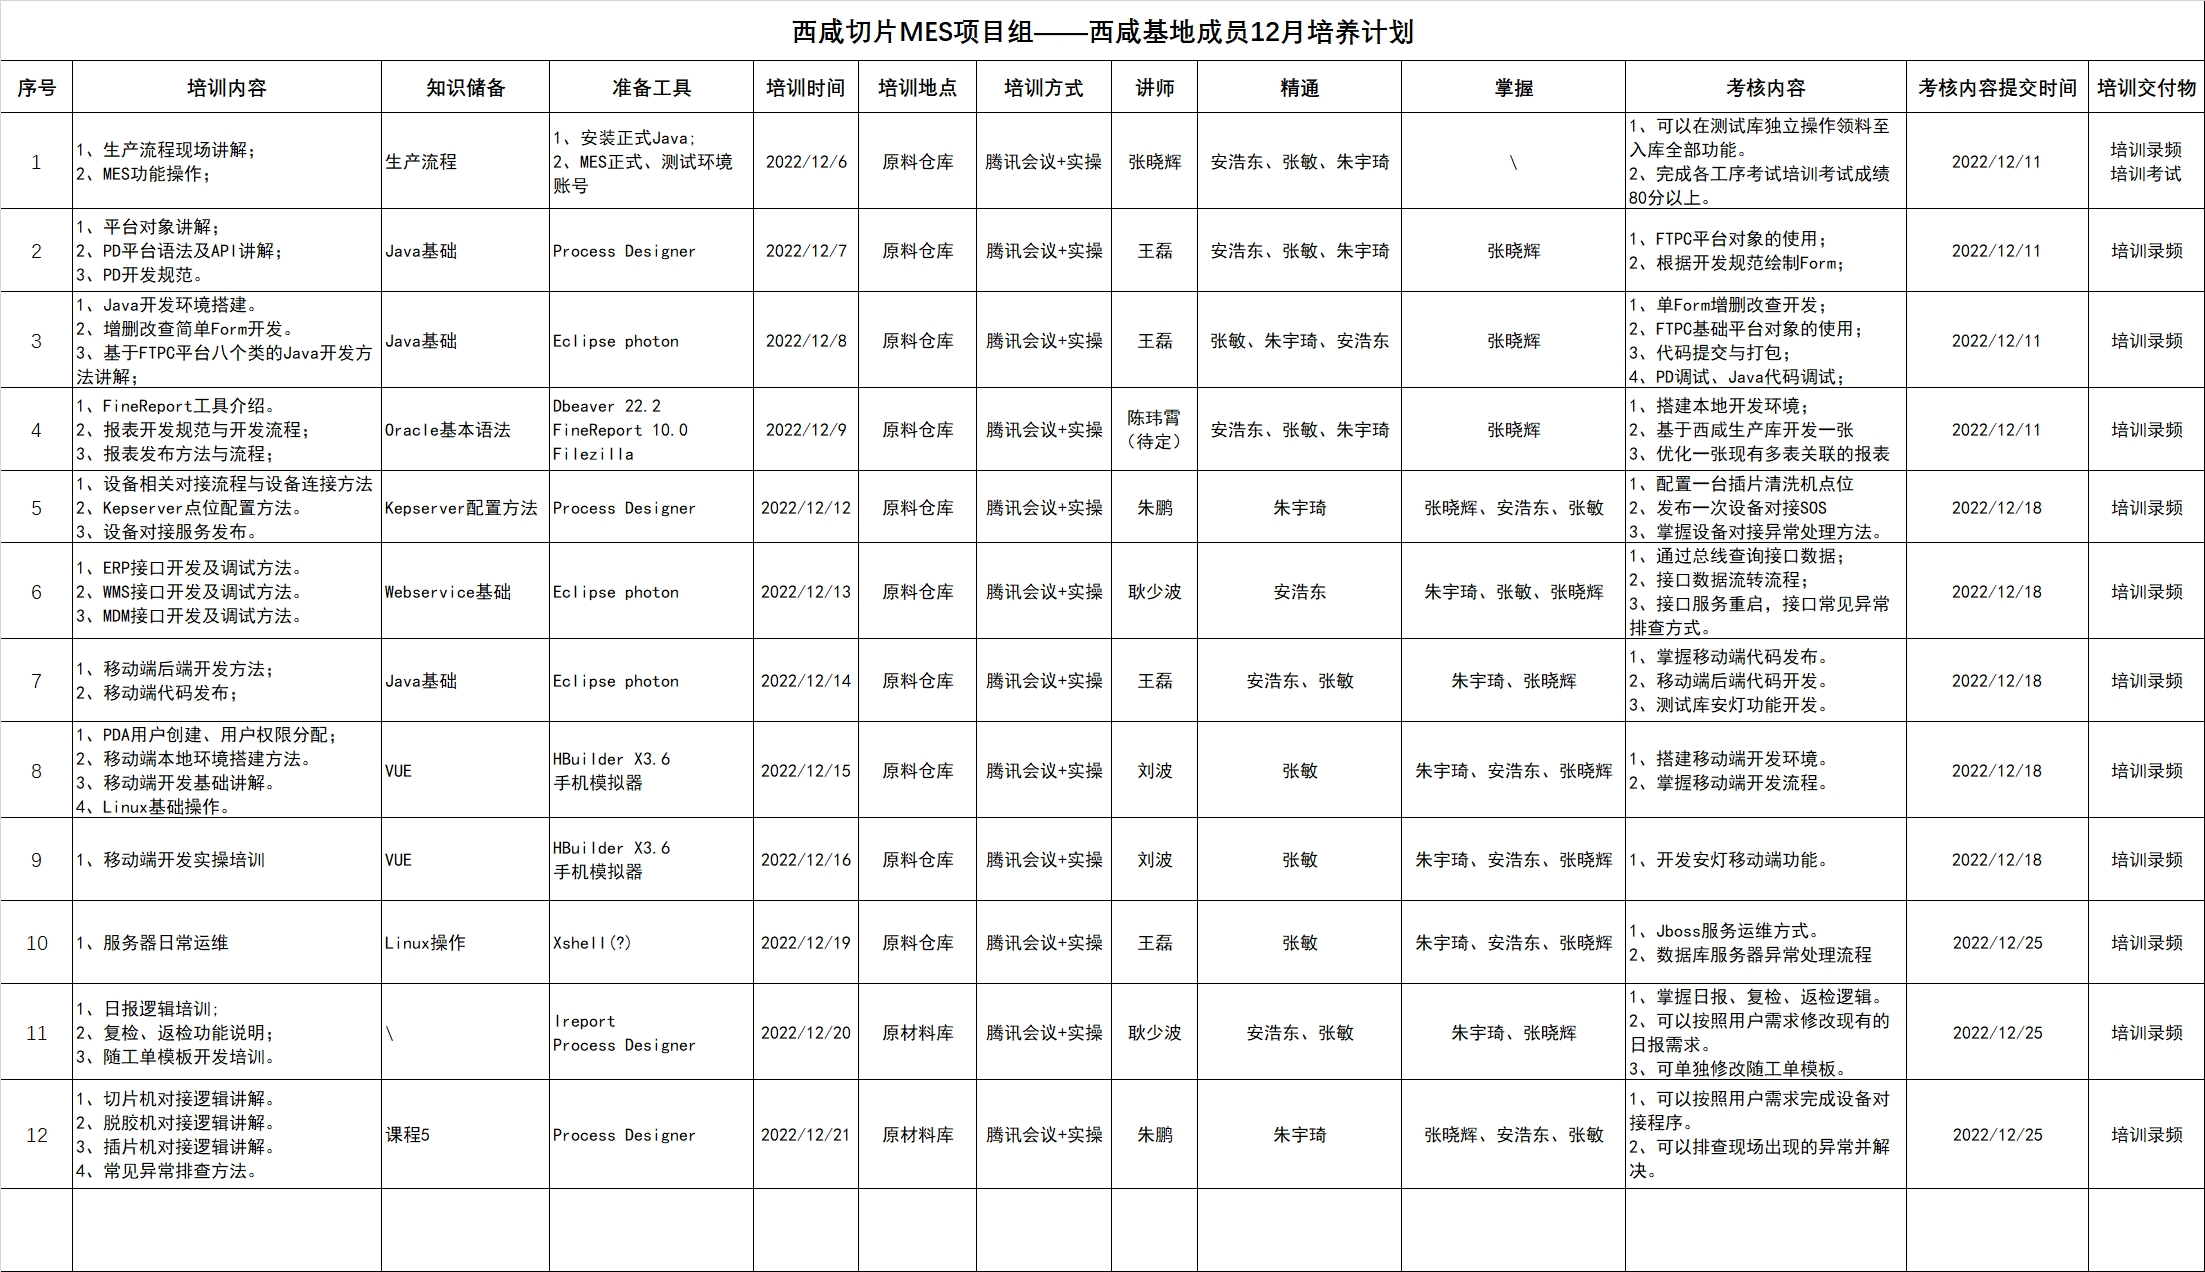 西咸切片MES项目组——西咸基地成员12月培养计划
序号 培训内容 知识储备 准备工具 培训时间 培训地点 培训方式 讲师 精通 掌握 考核内容 考核内容提交时间 培训交付物
1
1、生产流程现场讲解；
2、MES功能操作；
生产流程
1、安装正式Java；
2、MES正式、测试环境
账号
2022/12/6
原料仓库
腾讯会议+实操
张晓辉
安浩东、张敏、朱宇琦
\
1、可以在测试库独立操作领料至
入库全部功能。
2、完成各工序考试培训考试成绩
80分以上。
2022/12/11
培训录频
培训考试
2
1、平台对象讲解；
2、PD平台语法及API讲解；
3、PD开发规范。
Java基础
Process Designer
2022/12/7
原料仓库
腾讯会议+实操
王磊
安浩东、张敏、朱宇琦
张晓辉
1、FTPC平台对象的使用；
2、根据开发规范绘制Form；
2022/12/11
培训录频
3
1、Java开发环境搭建。
2、增删改查简单Form开发。
3、基于FTPC平台八个类的Java开发方
法讲解；
Java基础
Eclipse photon
2022/12/8
原料仓库
腾讯会议+实操
王磊
张敏、朱宇琦、安浩东
张晓辉
1、单Form增删改查开发；
2、FTPC基础平台对象的使用；
3、代码提交与打包；
4、PD调试、Java代码调试；
2022/12/11
培训录频
4
1、FineReport工具介绍。
2、报表开发规范与开发流程；
3、报表发布方法与流程；
Oracle基本语法
Dbeaver 22.2
FineReport 10.0
Filezilla
2022/12/9
原料仓库
腾讯会议+实操
陈玮霄
（待定）
安浩东、张敏、朱宇琦
张晓辉
1、搭建本地开发环境；
2、基于西咸生产库开发一张
3、优化一张现有多表关联的报表
2022/12/11
培训录频
5
1、设备相关对接流程与设备连接方法
2、Kepserver点位配置方法。
3、设备对接服务发布。
Kepserver配置方法
Process Designer
2022/12/12
原料仓库
腾讯会议+实操
朱鹏
朱宇琦
张晓辉、安浩东、张敏
1、配置一台插片清洗机点位
2、发布一次设备对接SOS
3、掌握设备对接异常处理方法。
2022/12/18
培训录频
6
1、ERP接口开发及调试方法。
2、WMS接口开发及调试方法。
3、MDM接口开发及调试方法。
Webservice基础
Eclipse photon
2022/12/13
原料仓库
腾讯会议+实操
耿少波
安浩东
朱宇琦、张敏、张晓辉
1、通过总线查询接口数据；
2、接口数据流转流程；
3、接口服务重启，接口常见异常
排查方式。
2022/12/18
培训录频
7
1、移动端后端开发方法；
2、移动端代码发布；
Java基础
Eclipse photon
2022/12/14
原料仓库
腾讯会议+实操
王磊
安浩东、张敏
朱宇琦、张晓辉
1、掌握移动端代码发布。
2、移动端后端代码开发。
3、测试库安灯功能开发。
2022/12/18
培训录频
8
1、PDA用户创建、用户权限分配；
2、移动端本地环境搭建方法。
3、移动端开发基础讲解。
4、Linux基础操作。
VUE
HBuilder X3.6
手机模拟器
2022/12/15
原料仓库
腾讯会议+实操
刘波
张敏
朱宇琦、安浩东、张晓辉
1、搭建移动端开发环境。
2、掌握移动端开发流程。
2022/12/18
培训录频
9
1、移动端开发实操培训
VUE
HBuilder X3.6
手机模拟器
2022/12/16
原料仓库
腾讯会议+实操
刘波
张敏
朱宇琦、安浩东、张晓辉
1、开发安灯移动端功能。
2022/12/18
培训录频
10
1、服务器日常运维
Linux操作
Xshell(?)
2022/12/19
原料仓库
腾讯会议+实操
王磊
张敏
朱宇琦、安浩东、张晓辉
1、Jboss服务运维方式。
2、数据库服务器异常处理流程
2022/12/25
培训录频
11
1、日报逻辑培训；
2、复检、返检功能说明；
3、随工单模板开发培训。
\
Ireport
Process Designer
2022/12/20
原材料库
腾讯会议+实操
耿少波
安浩东、张敏
朱宇琦、张晓辉
1、掌握日报、复检、返检逻辑。
2、可以按照用户需求修改现有的
日报需求。
3、可单独修改随工单模板。
2022/12/25
培训录频
12
1、切片机对接逻辑讲解。
2、脱胶机对接逻辑讲解。
3、插片机对接逻辑讲解。
4、常见异常排查方法。
课程5
Process Designer
2022/12/21
原材料库
腾讯会议+实操
朱鹏
朱宇琦
张晓辉、安浩东、张敏
1、可以按照用户需求完成设备对
接程序。
2、可以排查现场出现的异常并解
决。
2022/12/25
培训录频